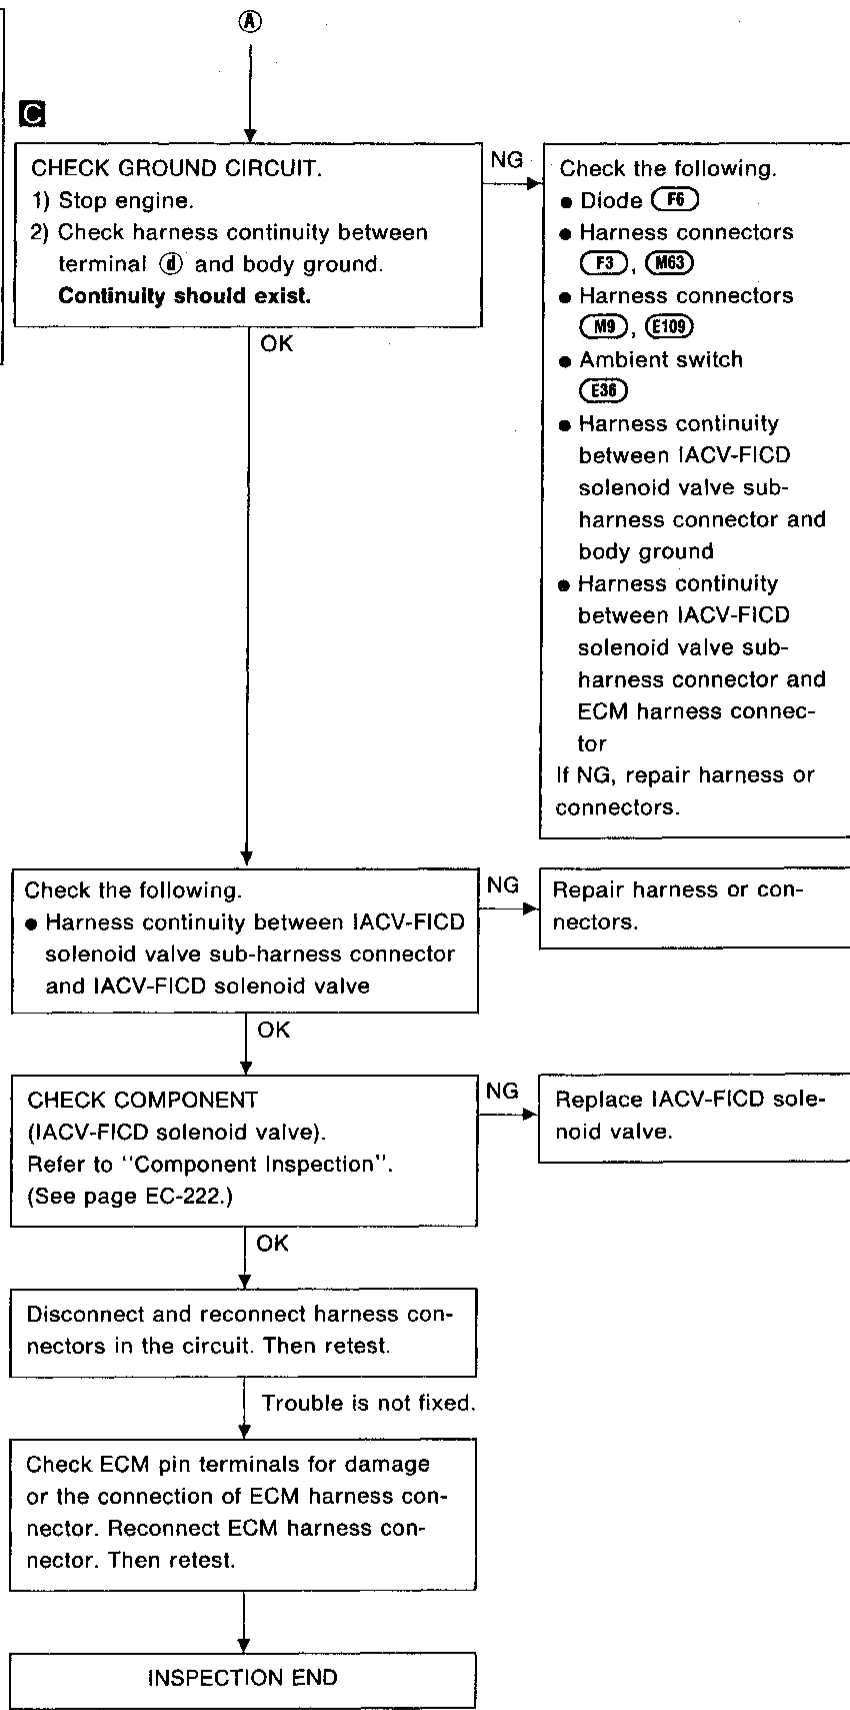 A
C
CHECK GROUND CIRCUIT.
1) Stop engine.
2) Check harness continuity between
terminal d and body ground.
Continuity should exist.
NG
Check the following.
● Diode F6
● Harness connectors
F3, M63
● Harness connectors
M9, E109
● Ambient switch
E36
● Harness continuity
between IACV-FICD
solenoid valve sub-
harness connector and
body ground
● Harness continuity
between IACV-FICD
solenoid valve sub-
harness connector and
ECM harness connec-
tor
If NG, repair harness or
connectors.
OK
Check the following.
● Harness continuity between IACV-FICD
solenoid valve sub-harness connector
and IACV-FICD solenoid valve
NG
Repair harness or con-
nectors.
OK
CHECK COMPONENT
(IACV-FICD solenoid valve).
Refer to "Component Inspection".
(See page EC-222.)
NG
Replace IACV-FICD sole-
noid valve.
OK
Disconnect and reconnect harness con-
nectors in the circuit. Then retest.
Trouble is not fixed.
Check ECM pin terminals for damage
or the connection of ECM harness con-
nector. Reconnect ECM harness con-
nector. Then retest.
INSPECTION END